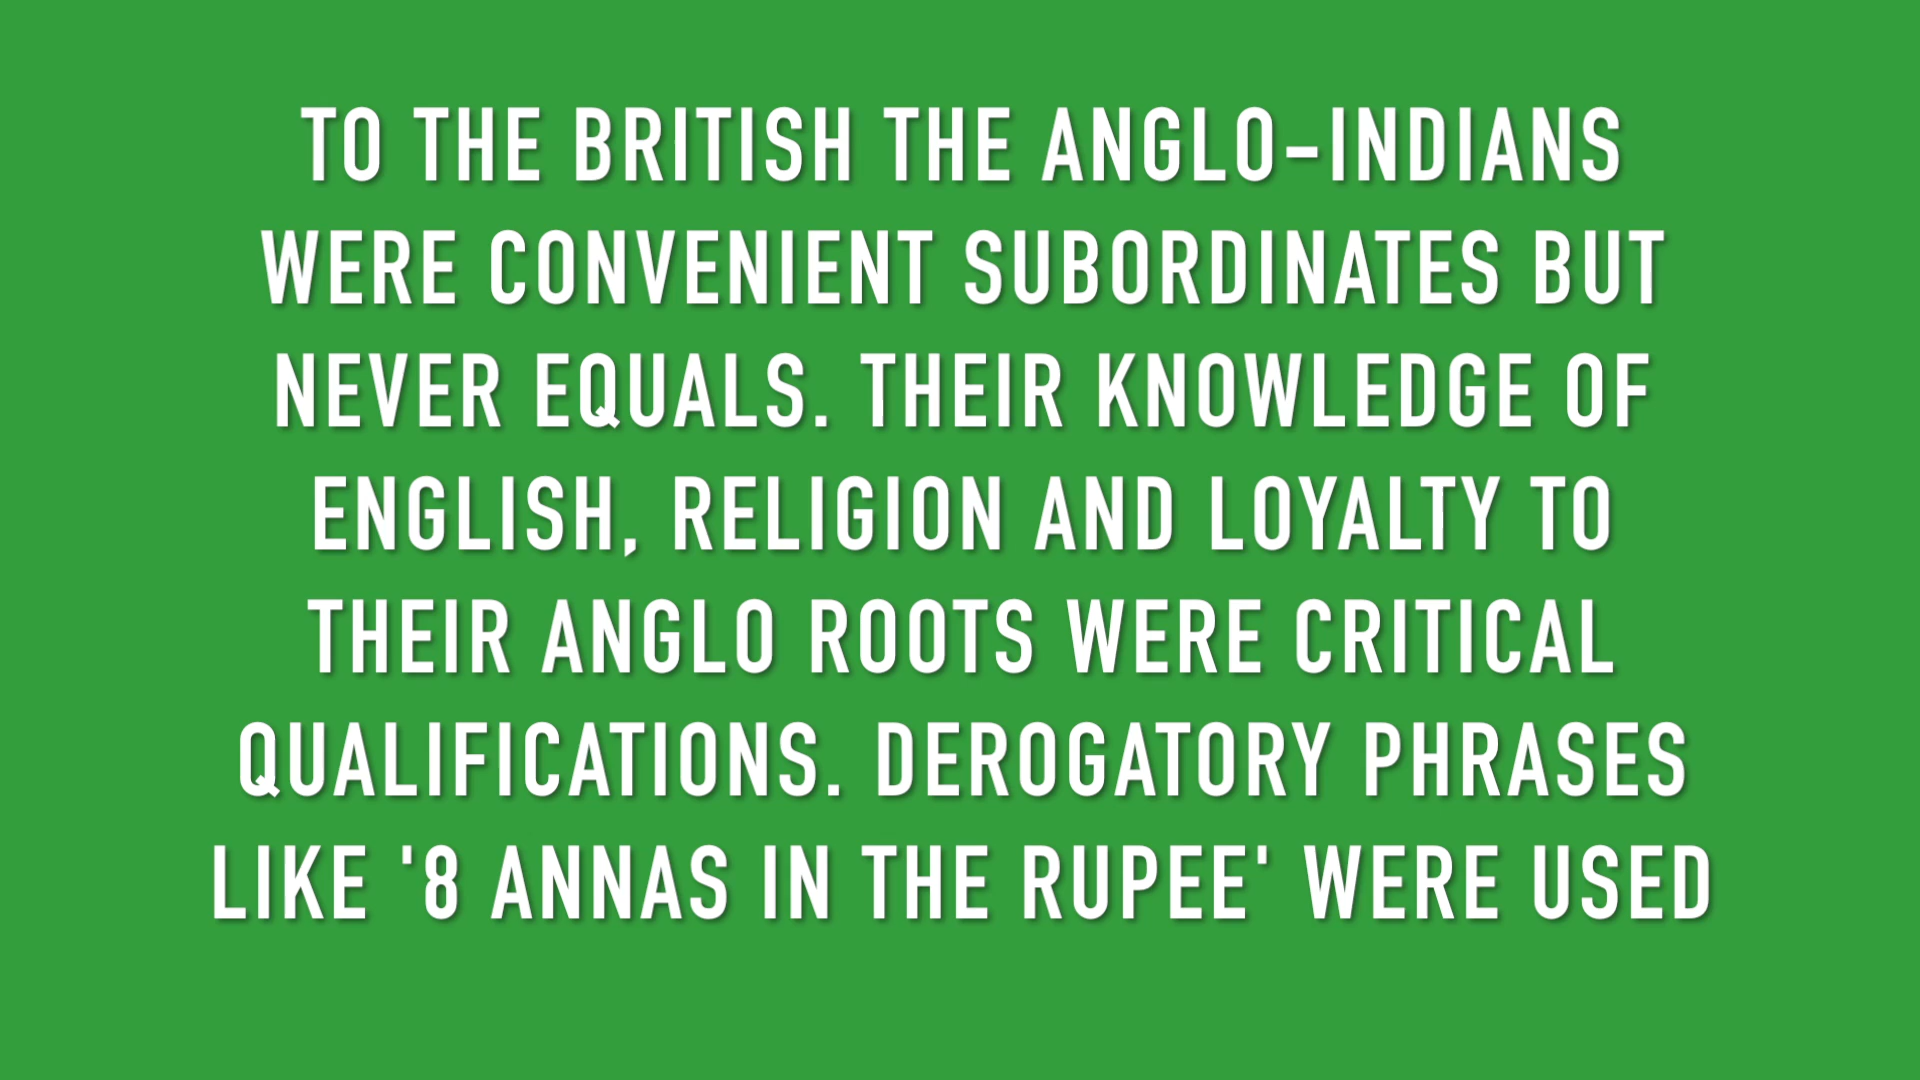 TO THE BRITISH THE ANGLO-INDIANS
WERE CONVENIENT SUBORDINATES BUT
NEVER EQUALS. THEIR KNOWLEDGE OF
ENGLISH, RELIGION AND LOYALTY TO
THEIR ANGLO ROOTS WERE CRITICAL
QUALIFICATIONS. DEROGATORY PHRASES
LIKE '8 ANNAS IN THE RUPEE' WERE USED